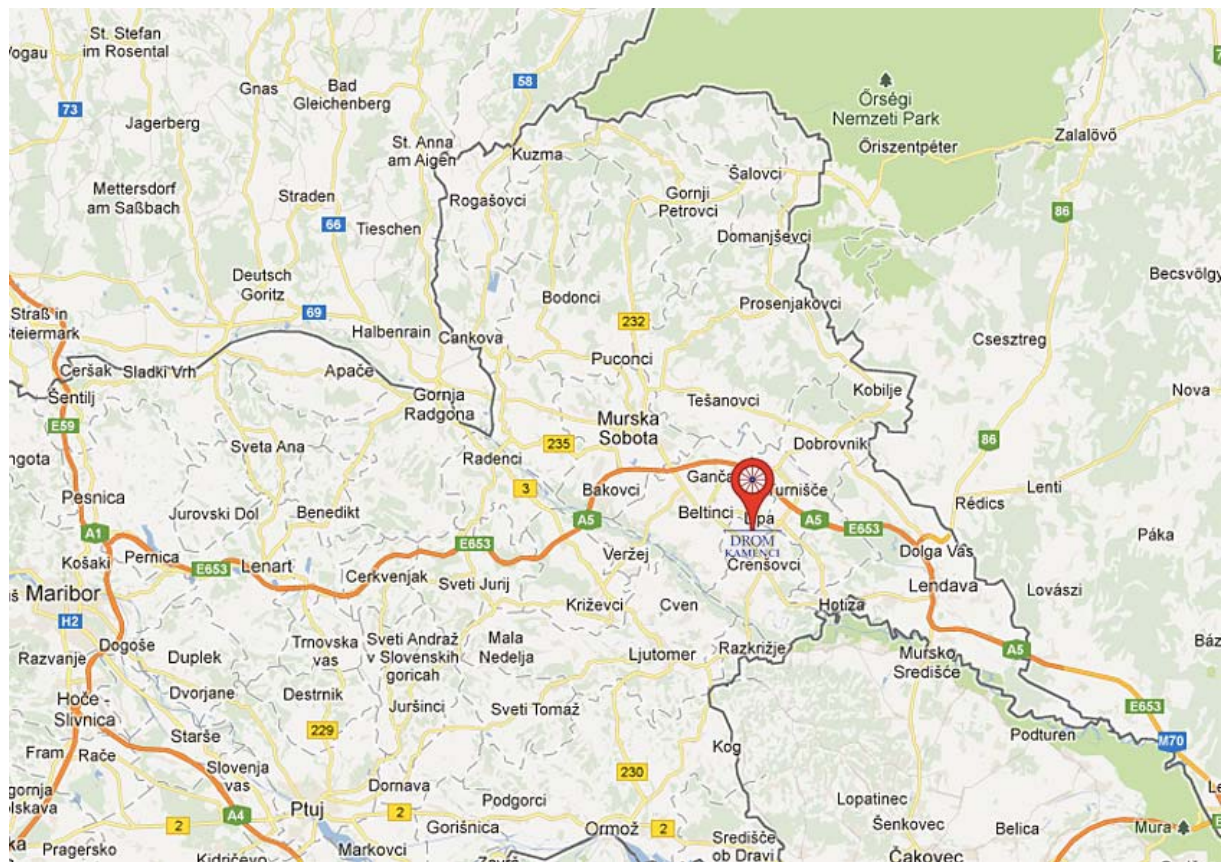 St. Stefan
im Rosental
Vogau
58
73
Gnas
Bad
Gleichenberg
Jagerberg
Őrségi
Nemzeti Park
Zalalövő
St. Anna
am Aigen
Kuzma
Őriszentpéter
Mettersdorf
am Saßbach
Straden
Rogašovci
Gornji
Petrovci
Šalovci
86
66
Tieschen
Domanjševci
Deutsch
Goritz
Becsvölgy
Bodonci
Prosenjakovci
Straß in
Steiermark
69
Halbenrain
Cankova
232
Csesztreg
Puconci
Ceršak
Sladki Vrh
Apače
Kobilje
Nova
Šentilj
Gornja
Radgona
Tešanovci
E59
Murska
Sobota
Sveta Ana
235
Dobrovnik
86
ngota
Radenci
Ganča
Pesnica
3
Bakovci
Turnišče
Rédics
Lenti
Jurovski Dol
Benedikt
Beltinci
Lipa
A1
A5
A5
E653
Páka
Košaki
Pernica
E653
Lenart
E653
Veržej
DROM
KAMENCI
Črenšovci
Dolga Vas
Cerkvenjak
Sveti Jurij
Lendava
Lovászi
Maribor
Križevci
Cven
Hotiza
H2
Razvanje
Dogoše
Duplek
Trnovska
vas
Sveti Andraž
v Slovenskih
goricah
Mala
Nedelja
Ljutomer
Razkrižje
Mursko
Središće
A5
Báz
Hoče -
Slivnica
Dvorjane
Destrnik
Juršinci
Sveti Tomaž
E653
229
Starše
Podturen
M70
Fram
Rače
Kog
Slovenja
vas
230
gornja
olskava
Dornava
Ptuj
Podgorci
Lopatinec
A4
2
2
Gorišnica
Ormož
2
Šenkovec
Belica
Mura
Pragersko
Kidričevo
Markovci
Središče
ob Dravi
Čakovec